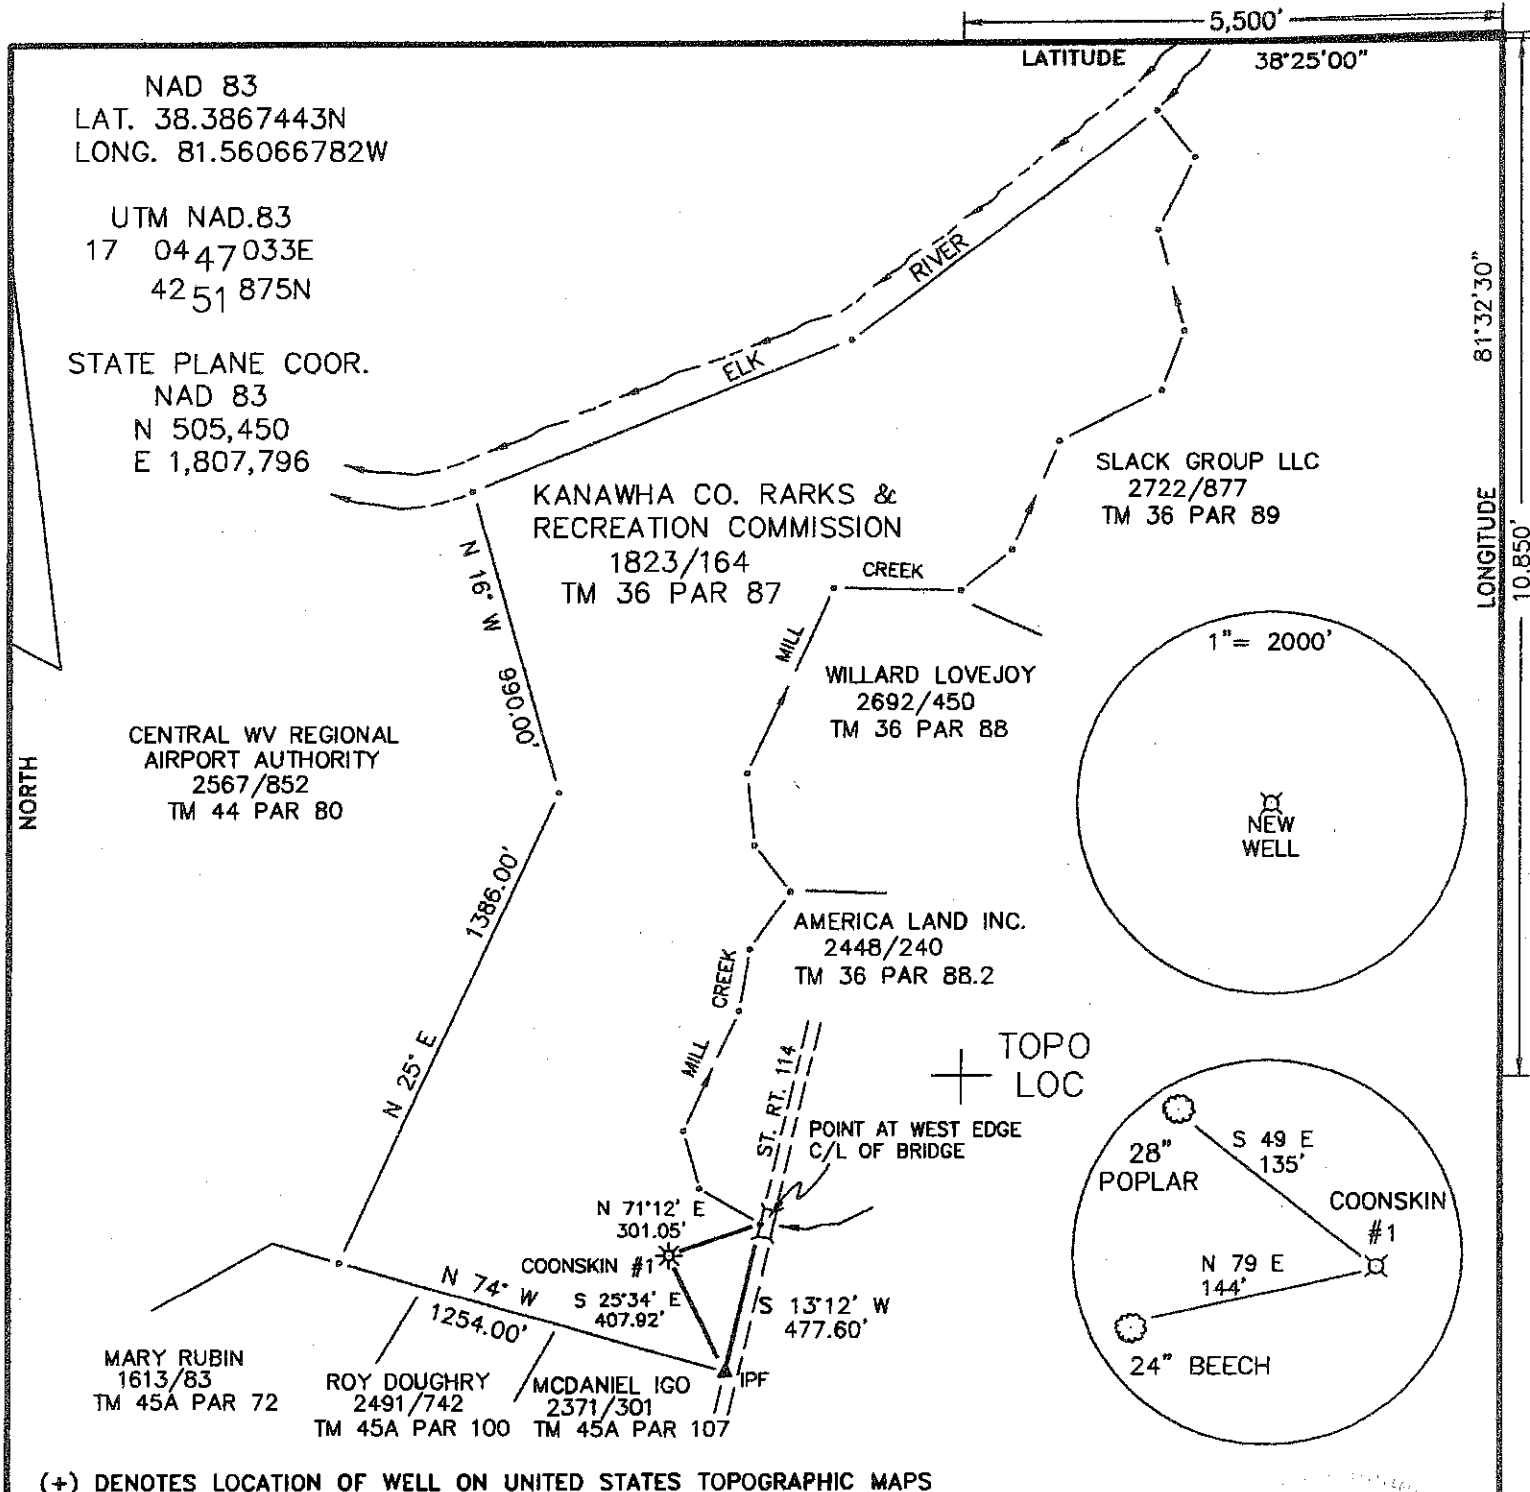 5,500'
LATITUDE 38°25'00"
NAD 83
LAT. 38.3867443N
LONG. 81.56066782W
UTM NAD.83
17 04 47 033E
42 51 875N
STATE PLANE COOR.
NAD 83
N 505,450
E 1,807,796
ELK
RIVER
81°32'30"
LONGITUDE
10.850'
KANAWHA CO. RARKS &
RECREATION COMMISSION
1823/164
TM 36 PAR 87
SLACK GROUP LLC
2722/877
TM 36 PAR 89
N 16° W
990.00'
MILL
CREEK
WILLARD LOVEJOY
2692/450
TM 36 PAR 88
1"= 2000'
NEW
WELL
NORTH
CENTRAL WV REGIONAL
AIRPORT AUTHORITY
2567/852
TM 44 PAR 80
N 25° E
1386.00'
AMERICA LAND INC.
2448/240
TM 36 PAR 88.2
MILL
CREEK
ST. RT. 114
TOPO
LOC
POINT AT WEST EDGE
C/L OF BRIDGE
N 71°12' E
301.05'
COONSKIN #1
S 25°34' E
407.92'
S 13°12' W
477.60'
N 74° W
1254.00'
IPF
S 49 E
135'
28"
POPLAR
COONSKIN
#1
N 79 E
144'
24" BEECH
MARY RUBIN
1613/83
TM 45A PAR 72
ROY DOUGHRY
2491/742
TM 45A PAR 100
MCDANIEL IGO
2371/301
TM 45A PAR 107
(+) DENOTES LOCATION OF WELL ON UNITED STATES TOPOGRAPHIC MAPS